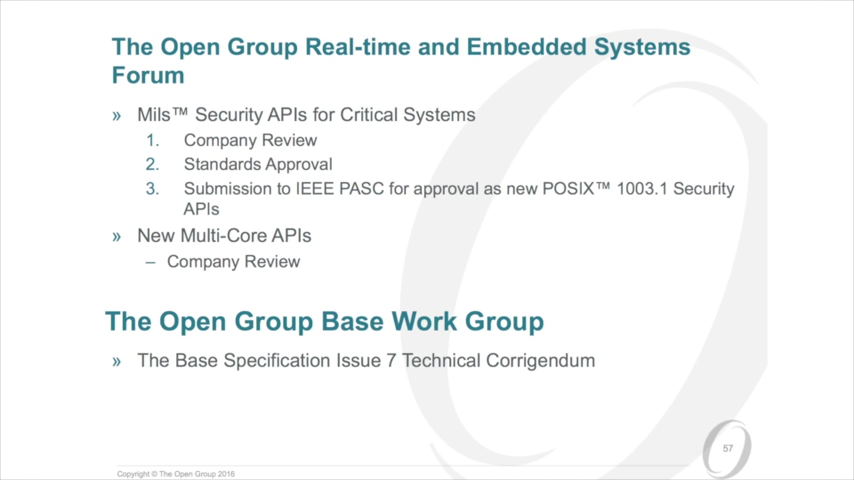 The Open Group Real-time and Embedded Systems
Forum
» Mils™ Security APIs for Critical Systems
1. Company Review
2. Standards Approval
3. Submission to IEEE PASC for approval as new POSIX™ 1003.1 Security
APIs
» New Multi-Core APIs
– Company Review
The Open Group Base Work Group
» The Base Specification Issue 7 Technical Corrigendum
57
Copyright © The Open Group 2016